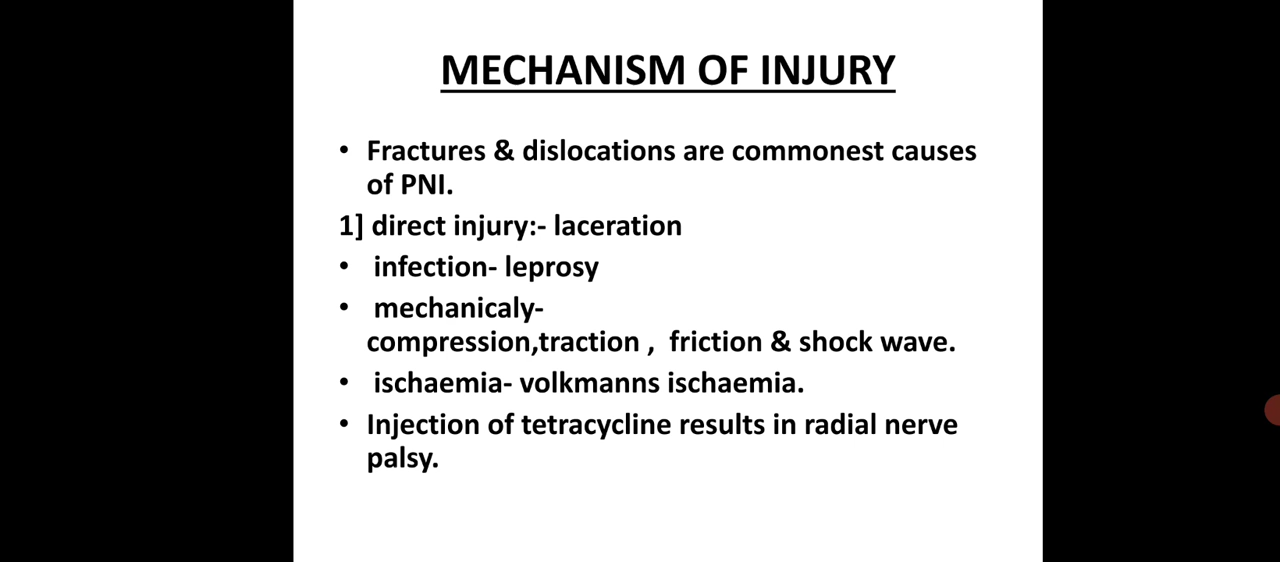 MECHANISM OF INJURY
• Fractures & dislocations are commonest causes
of PNI.
1] direct injury:- laceration
• infection- leprosy
• mechanicaly-
compression,traction , friction & shock wave.
• ischaemia- volkmanns ischaemia.
• Injection of tetracycline results in radial nerve
palsy.